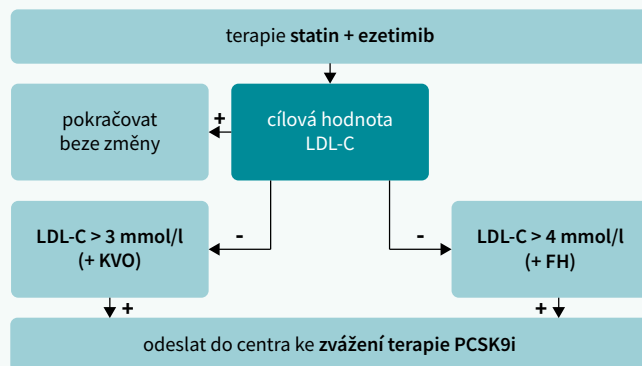 terapie statin + ezetimib
pokračovat
beze změny
+
cílová hodnota
LDL-C
LDL-C > 3 mmol/l
(+ KVO)
-
-
LDL-C > 4 mmol/l
(+ FH)
+
+
odeslat do centra ke zvážení terapie PCSK9i